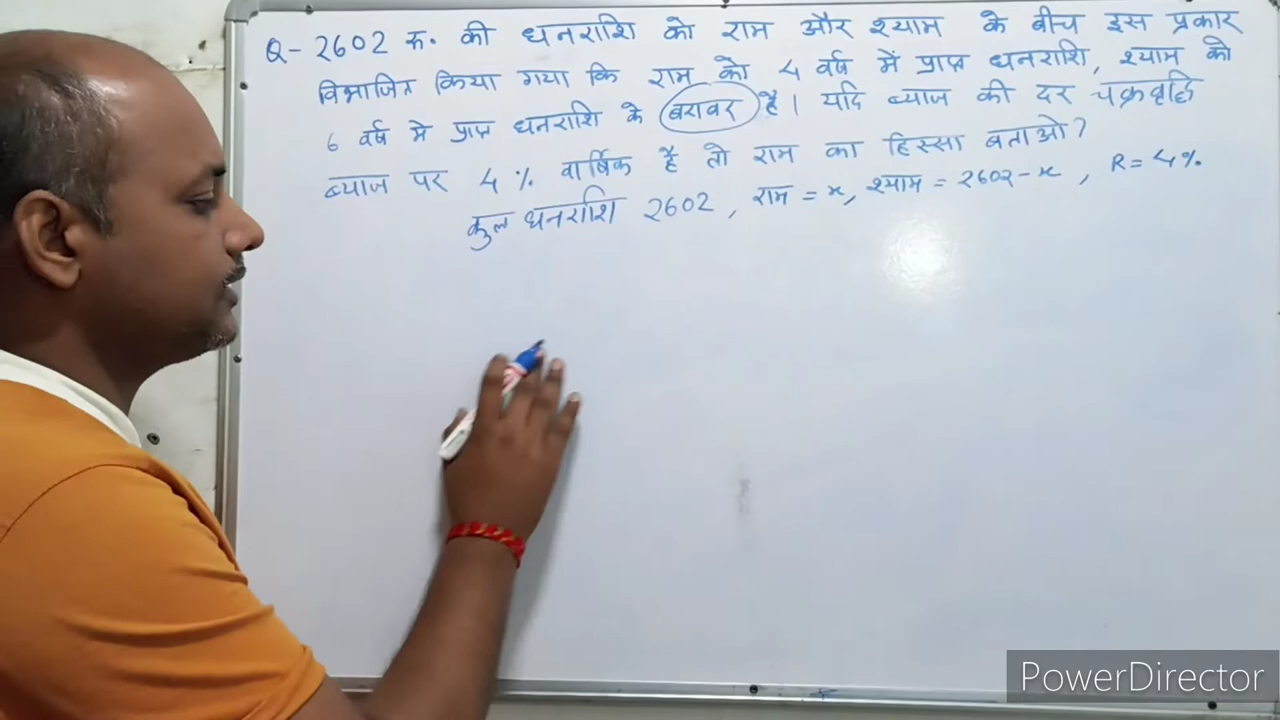 Q- 2602 रु. की धनराशि को राम और श्याम के बीच इस प्रकार
विभाजित किया गया कि राम को 4 वर्ष में प्राप्त धनराशि, श्याम को
6 वर्ष मे प्राप्त धनराशि के बराबर है। यदि ब्याज की दर चक्रवृद्धि
ब्याज पर 4% वार्षिक है तो राम का हिस्सा बताओ?
कुल धनराशि 2602, राम = x, श्याम = 2602-x, R = 4%
PowerDirector